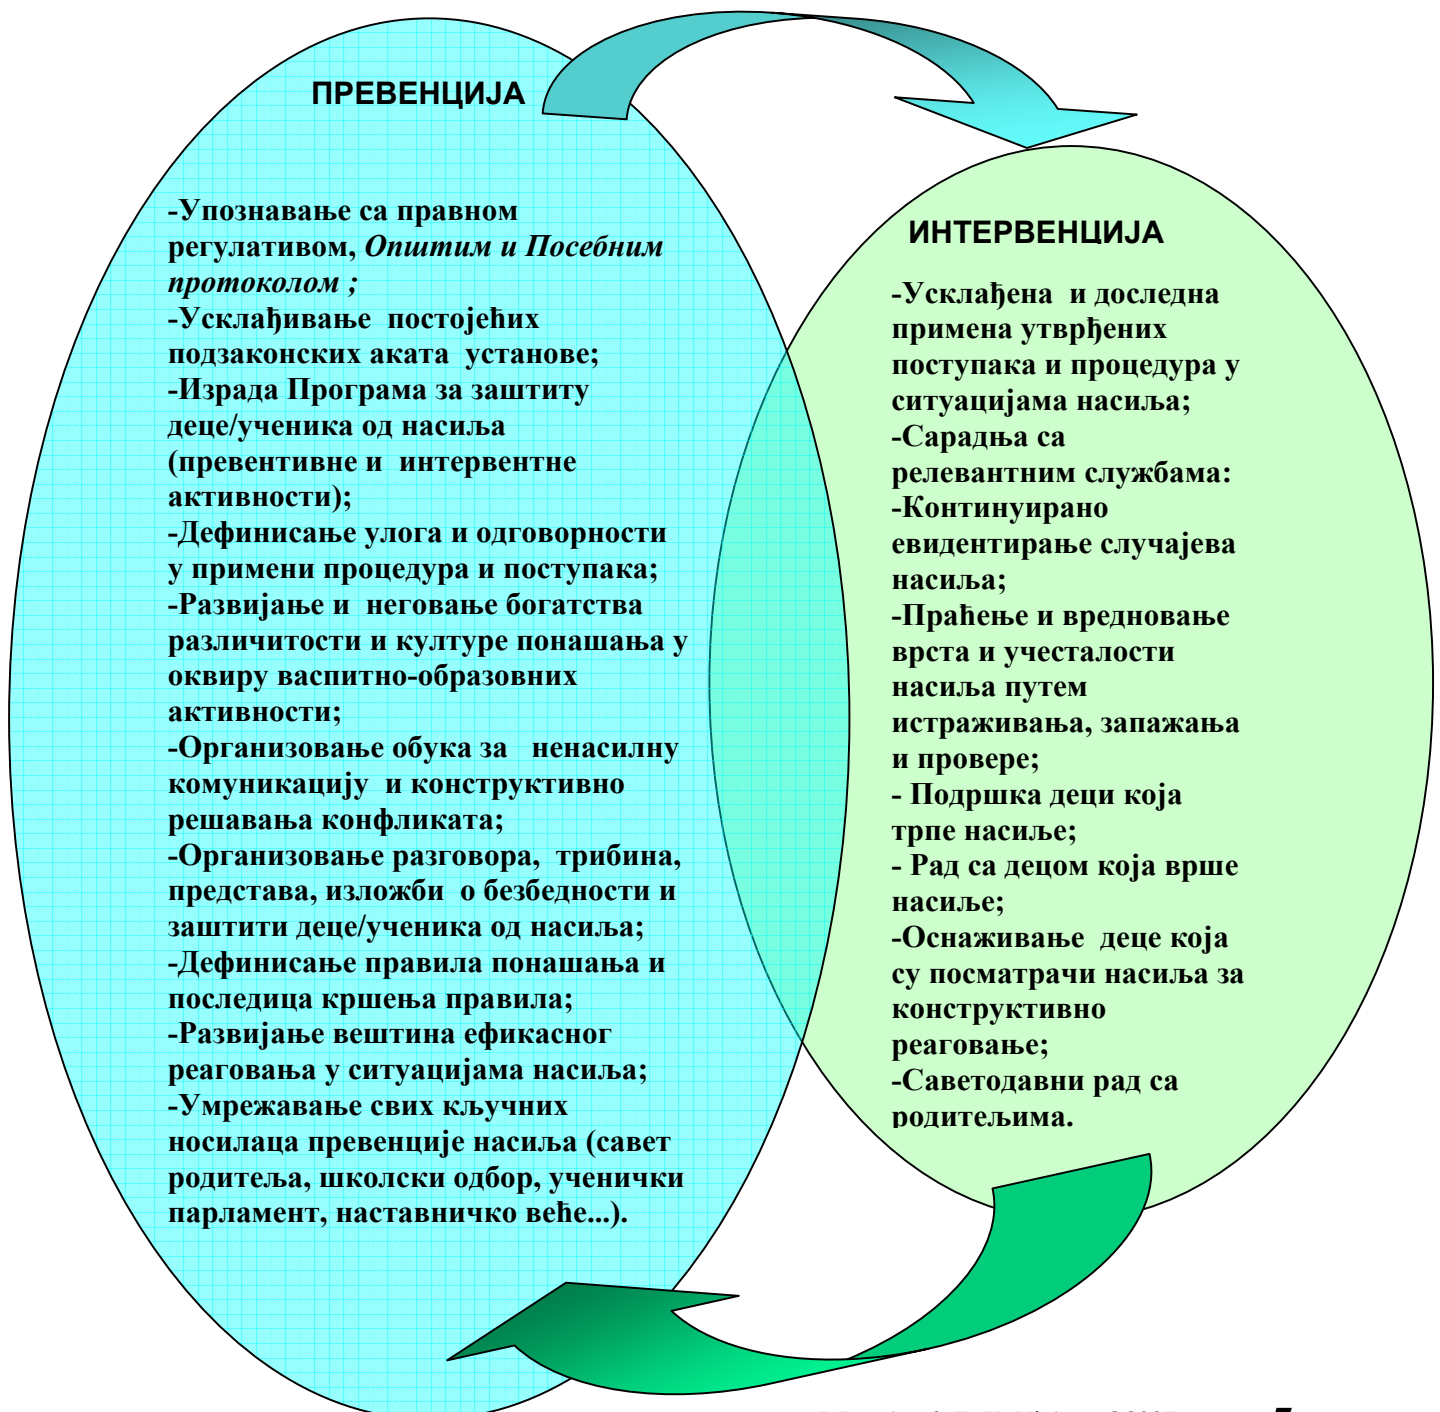 ПРЕВЕНЦИЈА
-Упознавање са правном
регулативом, Општим и Посебним
протоколом ;
-Усклађивање постојећих
подзаконских аката установе;
-Израда Програма за заштиту
деце/ученика од насиља
(превентивне и интервентне
активности);
-Дефинисање улога и одговорности
у примени процедура и поступака;
-Развијање и неговање богатства
различитости и културе понашања у
оквиру васпитно-образовних
активности;
-Организовање обука за ненасилну
комуникацију и конструктивно
решавања конфликата;
-Организовање разговора, трибина,
представа, изложби о безбедности и
заштити деце/ученика од насиља;
-Дефинисање правила понашања и
последица кршења правила;
-Развијање вештина ефикасног
реаговања у ситуацијама насиља;
-Умрежавање свих кључних
носилаца превенције насиља (савет
родитеља, школски одбор, ученички
парламент, наставничко веће...).
ИНТЕРВЕНЦИЈА
-Усклађена и доследна
примена утврђених
поступака и процедура у
ситуацијама насиља;
-Сарадња са
релевантним службама:
-Континуирано
евидентирање случајева
насиља;
-Праћење и вредновање
врста и учесталости
насиља путем
истраживања, запажања
и провере;
- Подршка деци која
трпе насиље;
- Рад са децом која врше
насиље;
-Оснаживање деце која
су посматрачи насиља за
конструктивно
реаговање;
-Саветодавни рад са
родитељима.